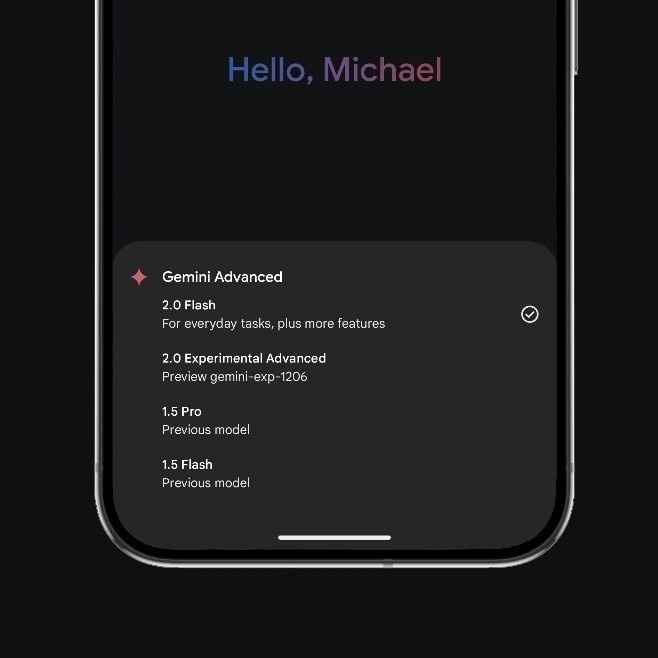 Hello, Michael
Gemini Advanced
2.0 Flash
For everyday tasks, plus more features
2.0 Experimental Advanced
Preview gemini-exp-1206
1.5 Pro
Previous model
1.5 Flash
Previous model